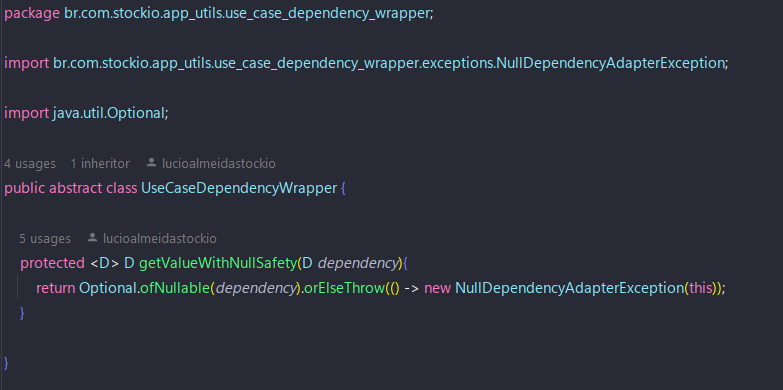 package br.com.stockio.app_utils.use_case_dependency_wrapper;
import br.com.stockio.app_utils.use_case_dependency_wrapper.exceptions.NullDependencyAdapterException;
import java.util.Optional;
4 usages 1 inheritor lucioalmeidastockio
public abstract class UseCaseDependencyWrapper {
5 usages lucioalmeidastockio
protected <D> D getValueWithNullSafety(D dependency){
return Optional.ofNullable(dependency).orElseThrow(() -> new NullDependencyAdapterException(this));
}
}